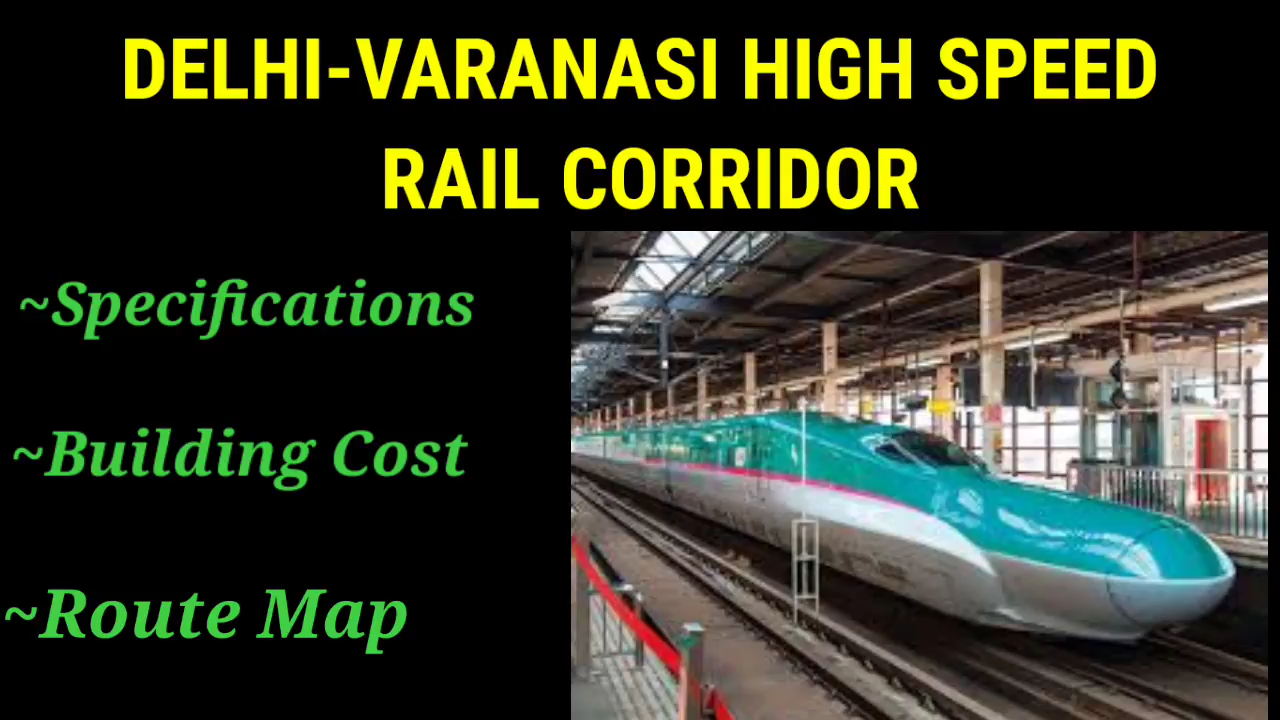 DELHI-VARANASI HIGH SPEED
RAIL CORRIDOR
~Specifications
~Building Cost
~Route Map